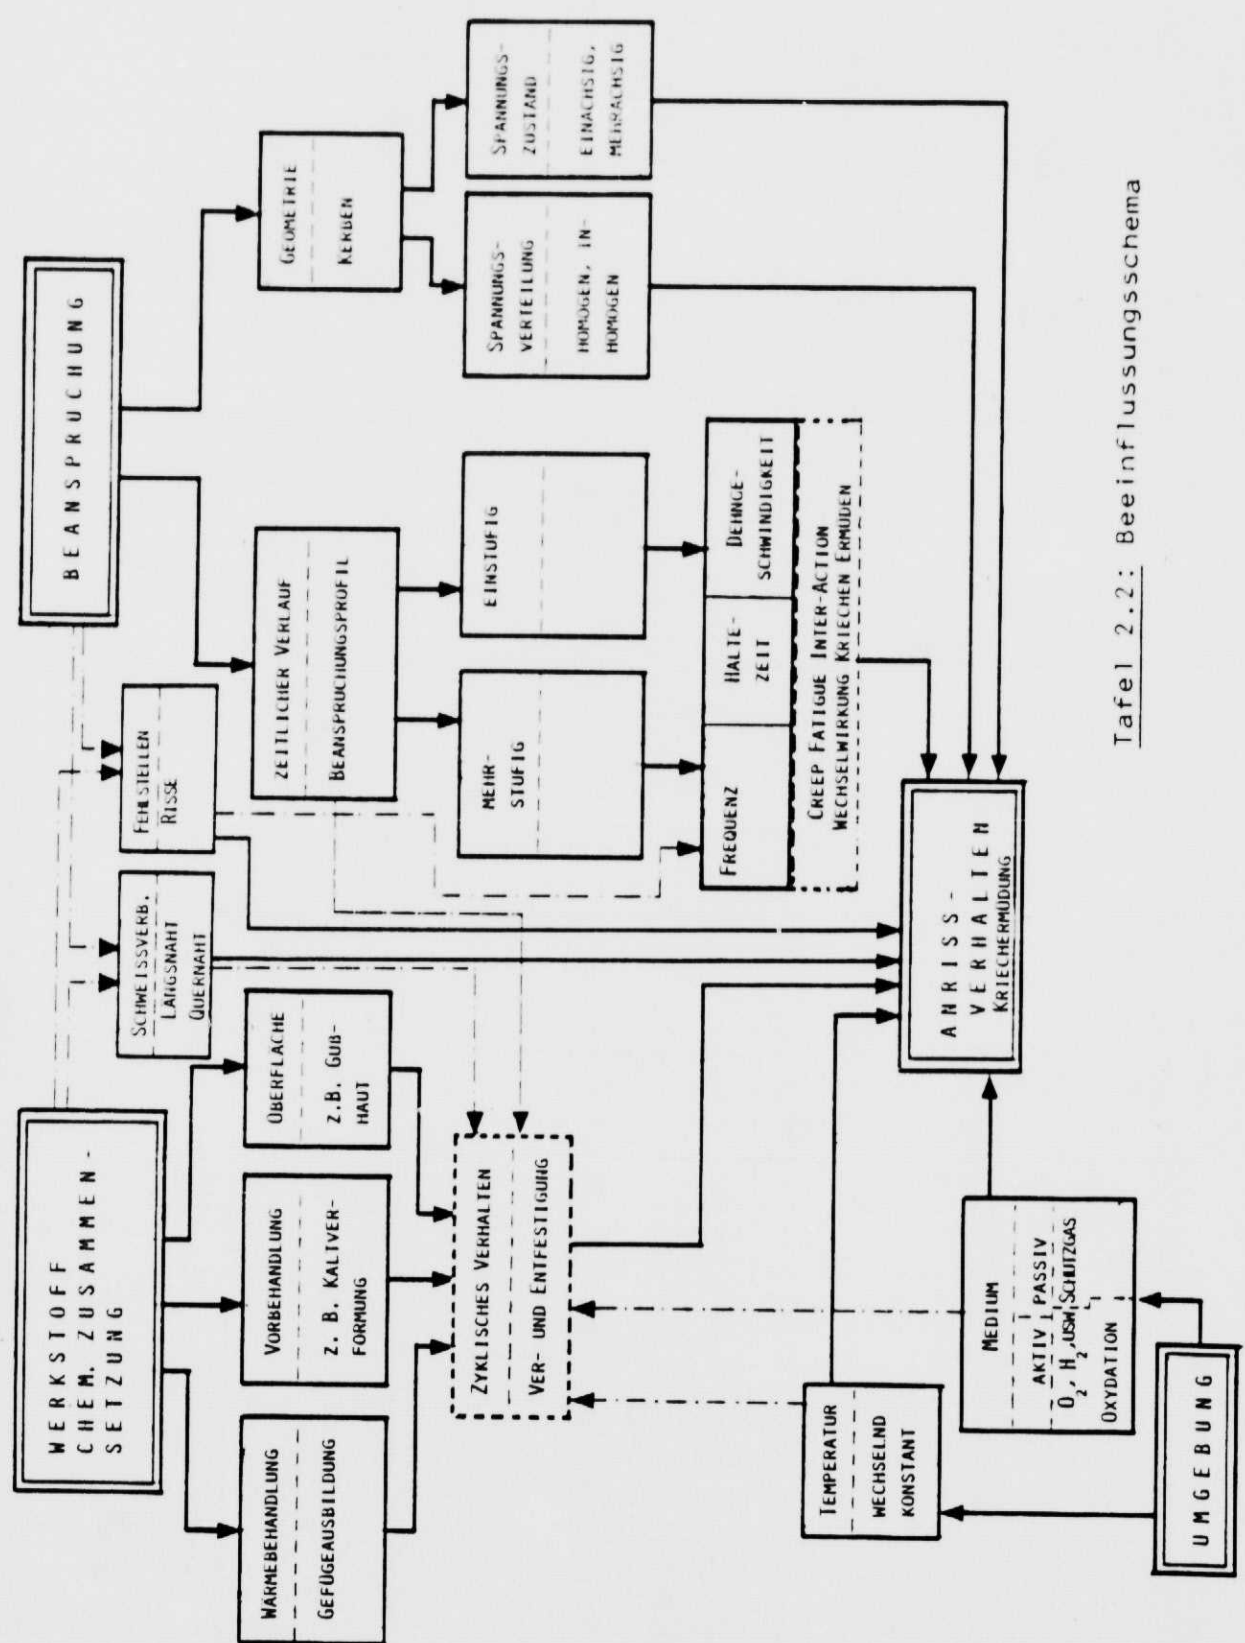 WERKSTOFF
CHEM. ZUSAMMEN-
SETZUNG
BEANSPRUCHUNG
SCHWEISSVERB.
LÄNGSNAHT
QUERNAHT
FEHLSTELLEN
RISSE
WÄRMEBEHANDLUNG
GEFÜGEAUSBILDUNG
VORBEHANDLUNG
Z. B. KALTVER-
FORMUNG
OBERFLÄCHE
Z.B. GUß-
HAUT
ZEITLICHER VERLAUF
BEANSPRUCHUNGSPROFIL
GEOMETRIE
KERBEN
ZYKLISCHES VERHALTEN
VER- UND ENTFESTIGUNG
MEHR-
STUFIG
EINSTUFIG
SPANNUNGS-
VERTEILUNG
HOMOGEN, IN-
HOMOGEN
SPANNUNGS-
ZUSTAND
EINACHSIG,
MEHRACHSIG
FREQUENZ
HALTE-
ZEIT
DEHNGE-
SCHWINDIGKEIT
CREEP FATIGUE INTER-ACTION
WECHSELWIRKUNG KRIECHEN ERMÜDEN
TEMPERATUR
WECHSELND
KONSTANT
MEDIUM
AKTIV PASSIV
O2, H2, USW SCHUTZGAS
OXYDATION
ANRISS-
VERHALTEN
KRIECHERMÜDUNG
UMGEBUNG
Tafel 2.2: Beeinflussungsschema